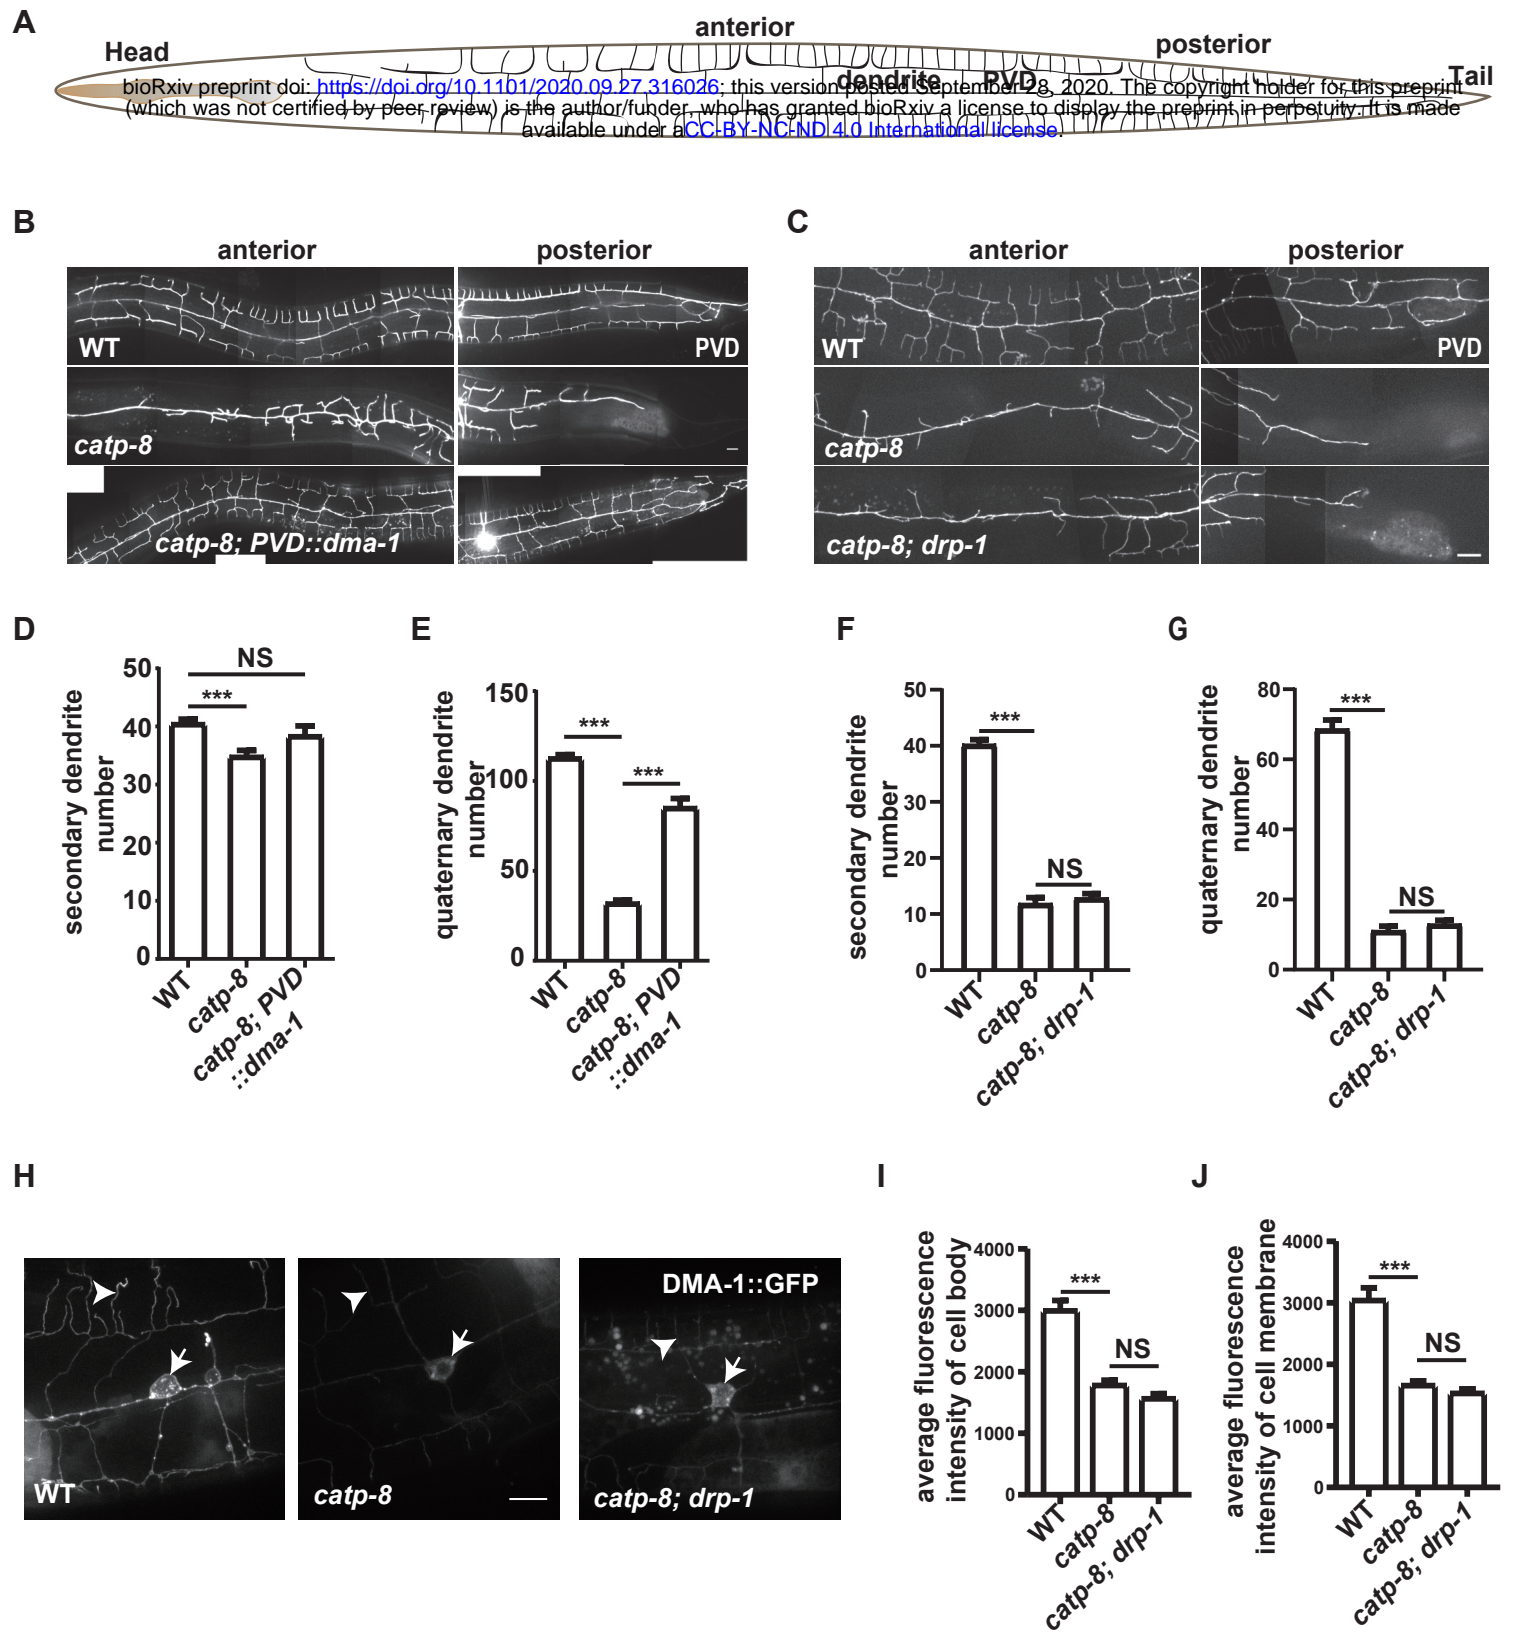 A
anterior
Head
posterior
Tail
dendrite PVD
bioRxiv preprint doi: https://doi.org/10.1101/2020.09.27.316026; this version posted September 28, 2020. The copyright holder for this preprint
(which was not certified by peer review) is the author/funder, who has granted bioRxiv a license to display the preprint in perpetuity. It is made
available under aCC-BY-NC-ND 4.0 International license.
B
anterior
posterior
WT
PVD
catp-8
catp-8; PVD::dma-1
C
anterior
posterior
WT
PVD
catp-8
catp-8; drp-1
D
secondary dendrite
number
50
40
30
20
10
0
NS
***
WT
catp-8
catp-8; PVD
::dma-1
E
quaternary dendrite
number
150
100
50
0
***
***
WT
catp-8
catp-8; PVD
::dma-1
F
secondary dendrite
number
50
40
30
20
10
0
***
NS
WT
catp-8
catp-8; drp-1
G
quaternary dendrite
number
80
60
40
20
0
***
NS
WT
catp-8
catp-8; drp-1
H
WT
catp-8
DMA-1::GFP
catp-8; drp-1
I
average fluorescence
intensity of cell body
4000
3000
2000
1000
0
***
NS
WT
catp-8
catp-8; drp-1
J
average fluorescence
intensity of cell membrane
4000
3000
2000
1000
0
***
NS
WT
catp-8
catp-8; drp-1